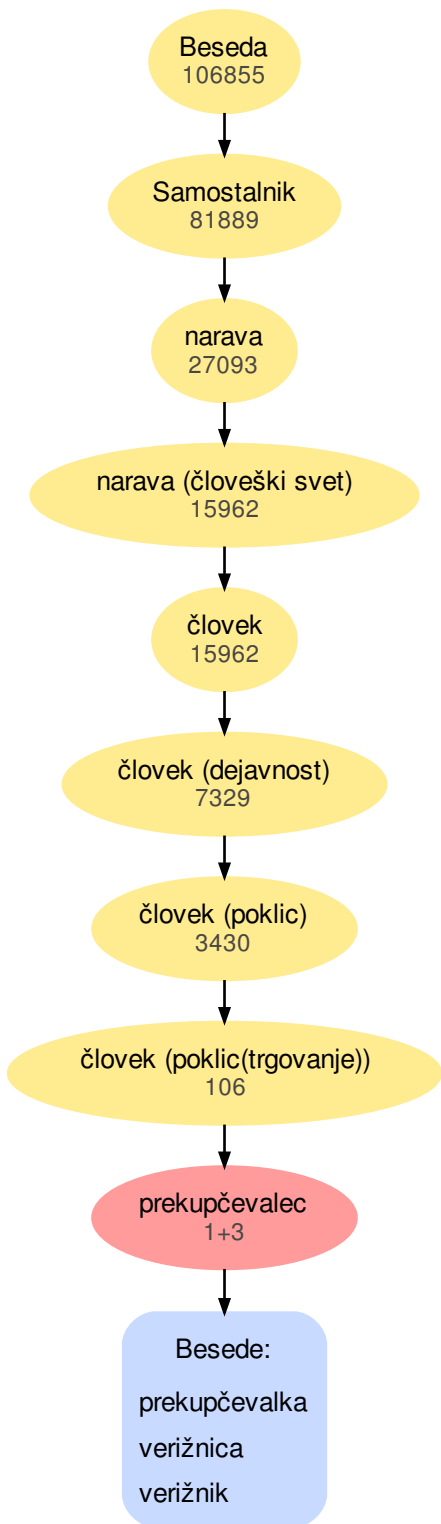 Beseda
106855
Samostalnik
81889
narava
27093
narava (človeški svet)
15962
človek
15962
človek (dejavnost)
7329
človek (poklic)
3430
človek (poklic(trgovanje))
106
prekupčevalec
1+3
Besede:
prekupčevalka
verižnica
verižnik